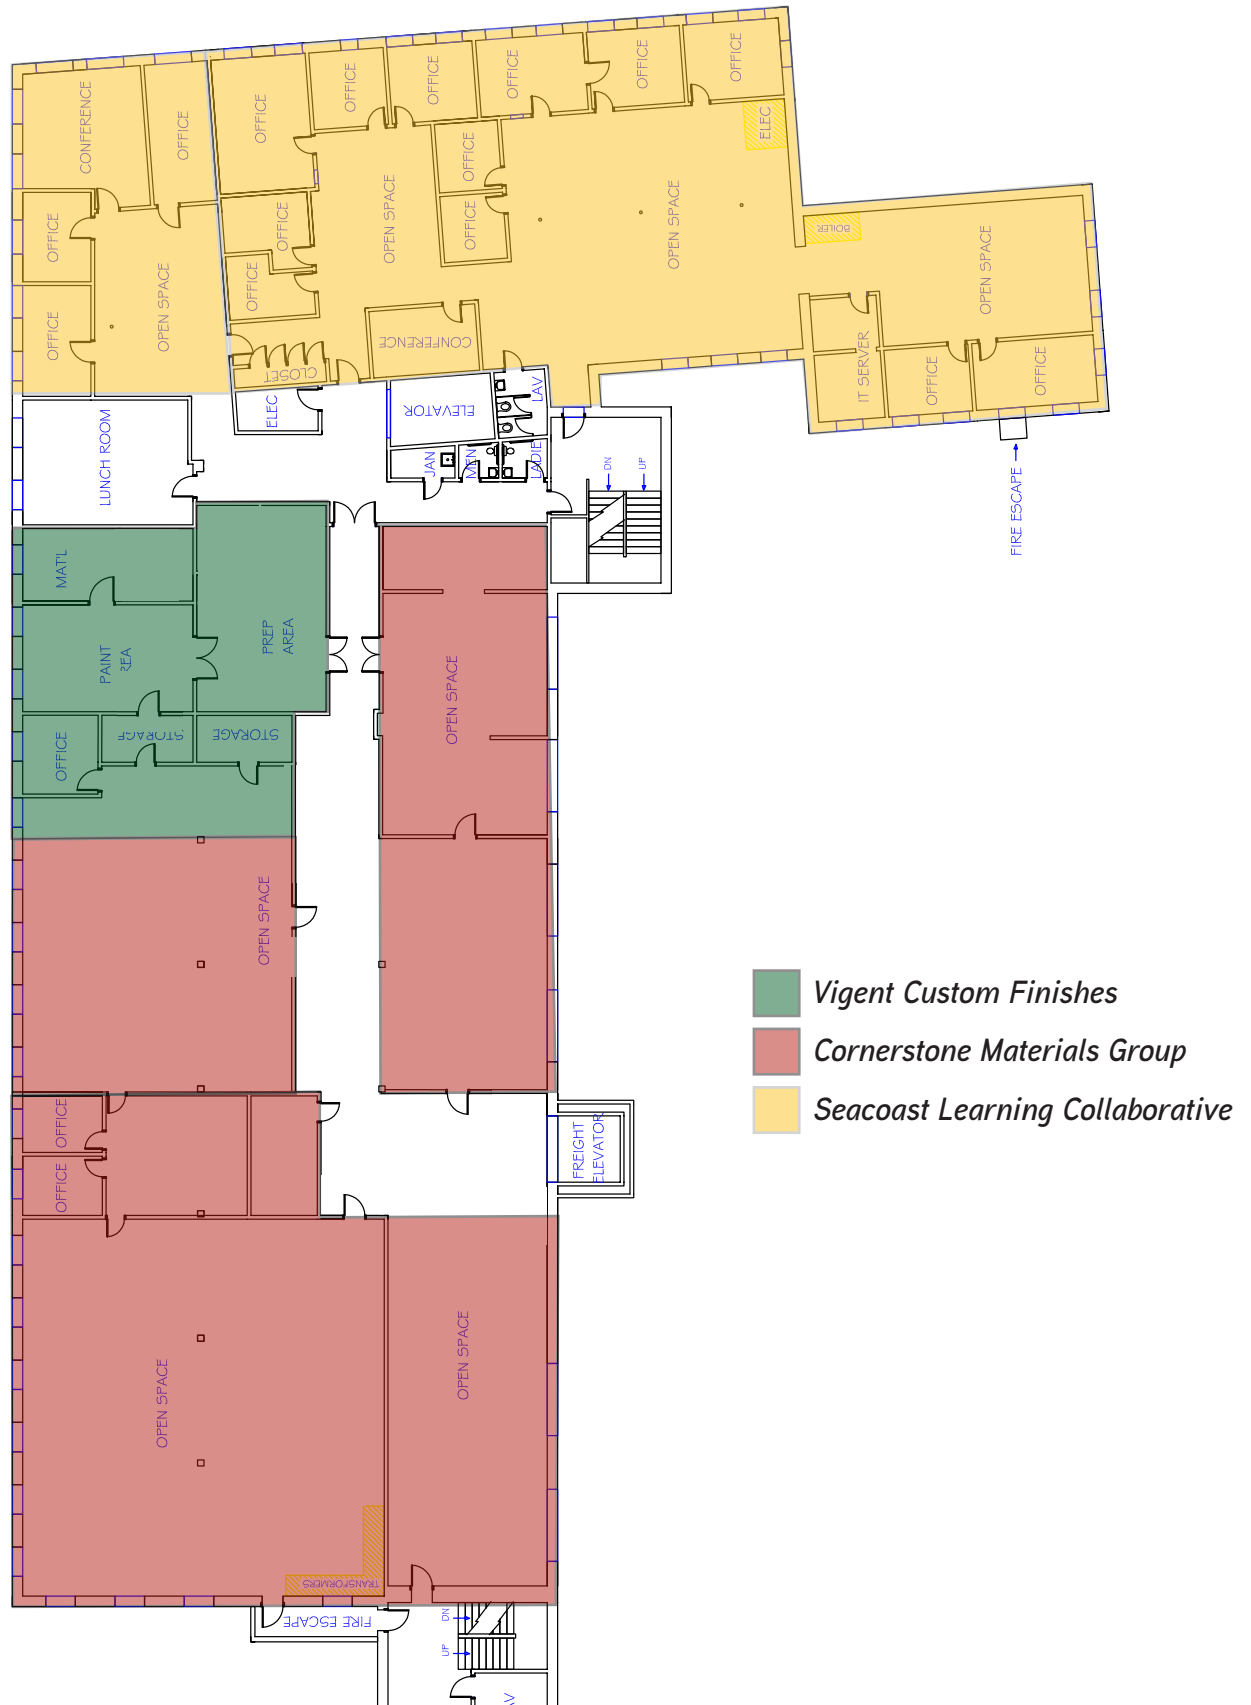 CONFERENCE
OFFICE
OFFICE
OFFICE
OFFICE
OFFICE
OFFICE
OFFICE
ELEC
OFFICE
OFFICE
OPEN SPACE
OPEN SPACE
OFFICE
OFFICE
OFFICE
OFFICE
OPEN SPACE
BOILER
OPEN SPACE
CONFERENCE
CLOSET
IT SERVER
OFFICE
OFFICE
LUNCH ROOM
ELEC
ELEVATOR
LAV
JAN
MEN
LADIE
DN
UP
FIRE ESCAPE
MAT'L
PAINT
REA
PREP
AREA
OPEN SPACE
OFFICE
STORAGE
STORAGE
OPEN SPACE
Vigent Custom Finishes
Cornerstone Materials Group
Seacoast Learning Collaborative
OFFICE
OFFICE
FREIGHT
ELEVATOR
OPEN SPACE
OPEN SPACE
TRANSFORMERS
FIRE ESCAPE
DN
UP